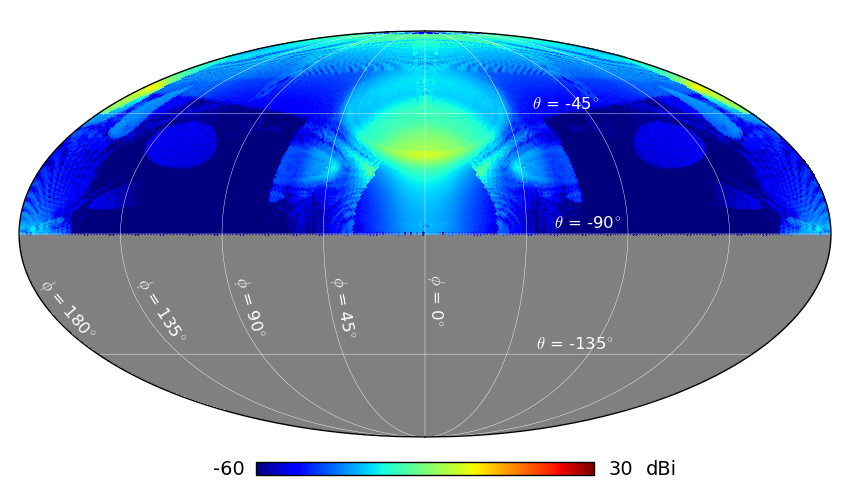 θ = -45°
θ = -90°
ϕ = 180°
ϕ = 135°
ϕ = 90°
ϕ = 45°
ϕ = 0°
θ = -135°
-60 30 dBi